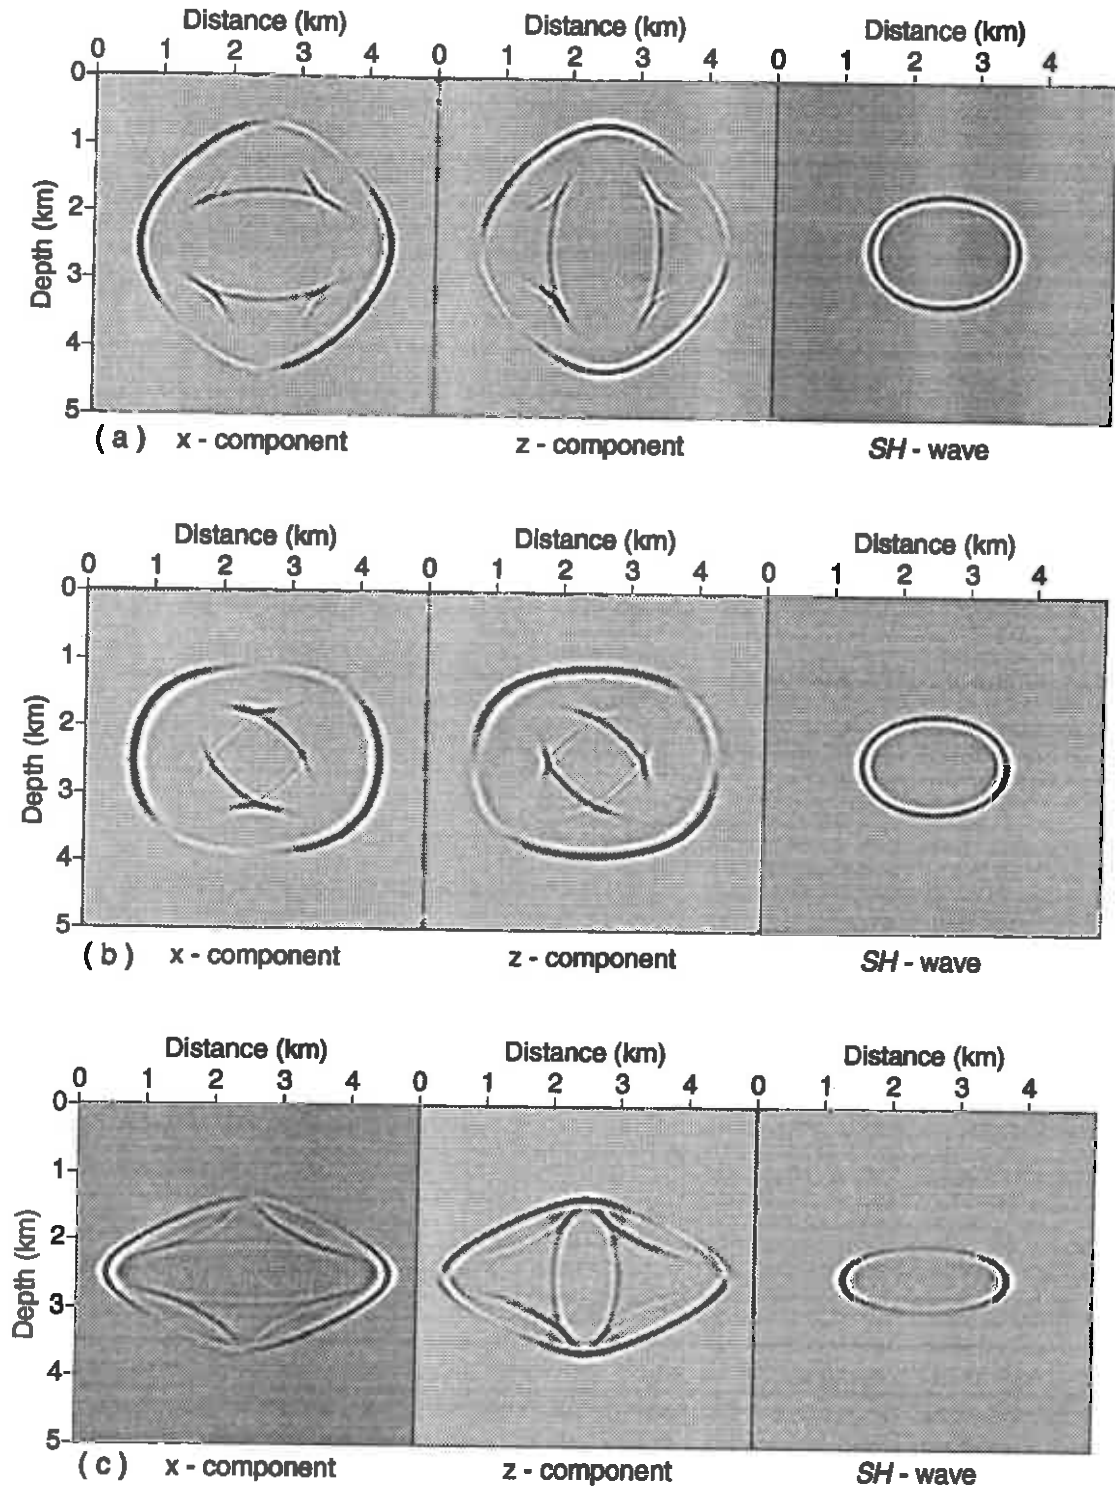 Distance (km) Distance (km) Distance (km)
0 1 2 3 4 0 1 2 3 4 0 1 2 3 4
0
1
2
3
4
5
Depth (km)
(a) x - component z - component SH - wave
Distance (km) Distance (km) Distance (km)
0 1 2 3 4 0 1 2 3 4 0 1 2 3 4
0
1
2
3
4
5
Depth (km)
(b) x - component z - component SH - wave
Distance (km) Distance (km) Distance (km)
0 1 2 3 4 0 1 2 3 4 0 1 2 3 4
0
1
2
3
4
5
Depth (km)
(c) x - component z - component SH - wave